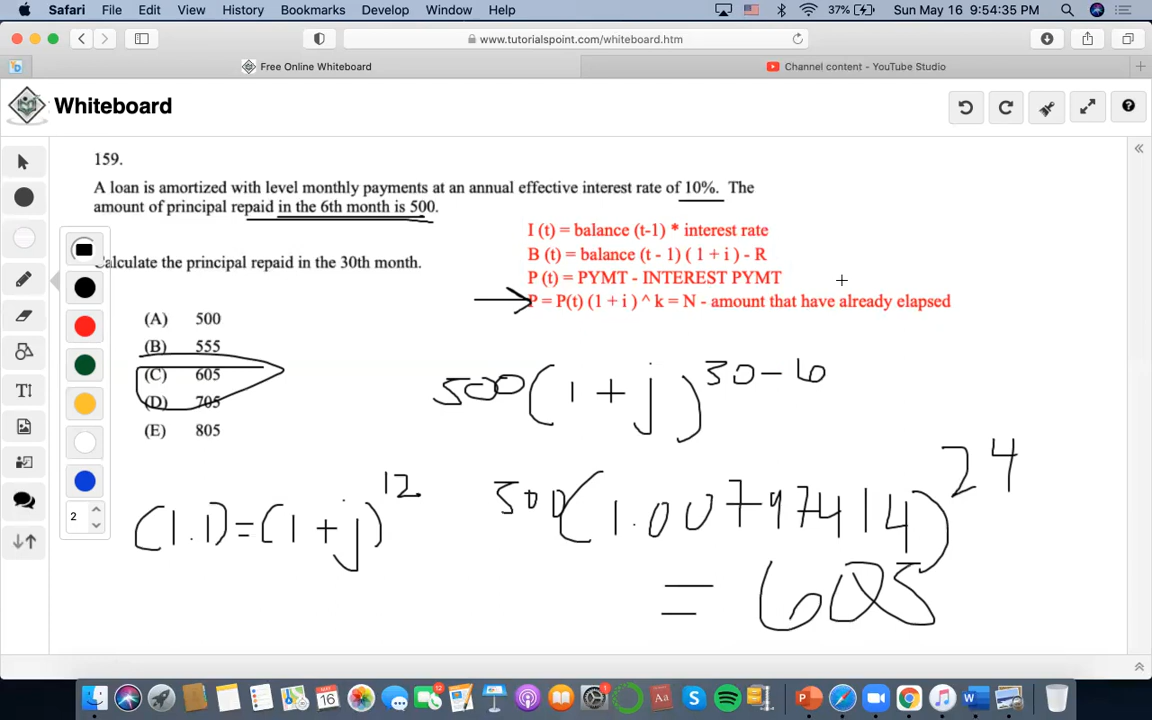 Safari File Edit View History Bookmarks Develop Window Help 37% Sun May 16 9:54:35 PM
www.tutorialspoint.com/whiteboard.htm
Free Online Whiteboard Channel content - YouTube Studio
Whiteboard
159.
A loan is amortized with level monthly payments at an annual effective interest rate of 10%. The
amount of principal repaid in the 6th month is 500.
I (t) = balance (t-1) * interest rate
B (t) = balance (t - 1) ( 1 + i ) - R
Calculate the principal repaid in the 30th month.
P (t) = PYMT - INTEREST PYMT
P = P(t) (1 + i ) ^ k = N - amount that have already elapsed
(A) 500
(B) 555
(C) 605
(D) 705
(E) 805
500(1 + j)^30-6
(1.1)=(1+j)^12
500(1.00797414)^24
= 605
2